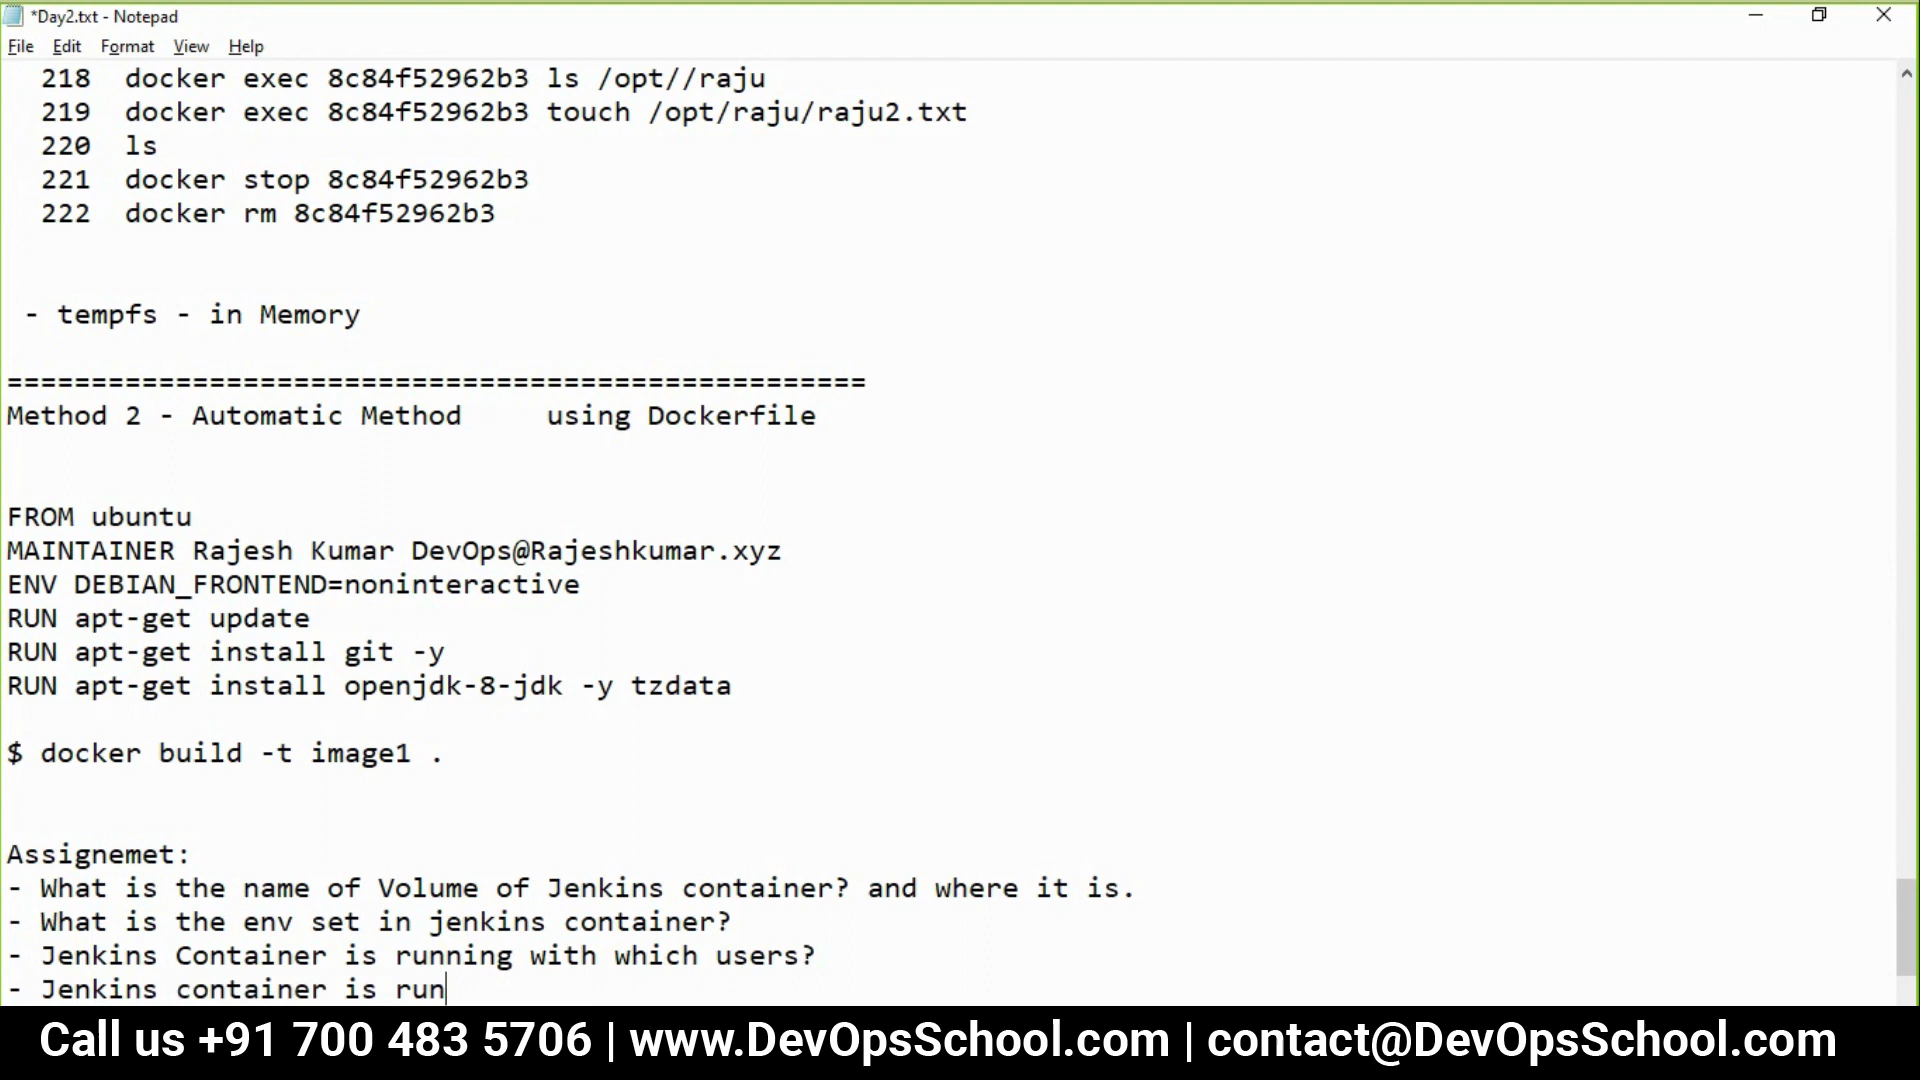 *Day2.txt - Notepad
File Edit Format View Help
218 docker exec 8c84f52962b3 ls /opt//raju
219 docker exec 8c84f52962b3 touch /opt/raju/raju2.txt
220 ls
221 docker stop 8c84f52962b3
222 docker rm 8c84f52962b3
- tempfs - in Memory
===================================================
Method 2 - Automatic Method     using Dockerfile
FROM ubuntu
MAINTAINER Rajesh Kumar DevOps@Rajeshkumar.xyz
ENV DEBIAN_FRONTEND=noninteractive
RUN apt-get update
RUN apt-get install git -y
RUN apt-get install openjdk-8-jdk -y tzdata
$ docker build -t image1 .
Assignemet:
- What is the name of Volume of Jenkins container? and where it is.
- What is the env set in jenkins container?
- Jenkins Container is running with which users?
- Jenkins container is run
Call us +91 700 483 5706 | www.DevOpsSchool.com | contact@DevOpsSchool.com